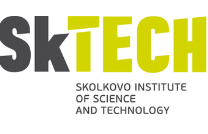 SkTECH
SKOLKOVO INSTITUTE
OF SCIENCE
AND TECHNOLOGY